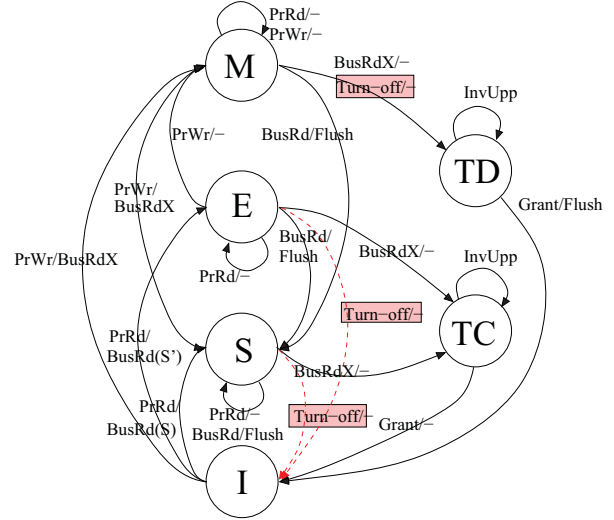 PrRd/−
PrWr/−
M
BusRdX/−
Turn−off/−
InvUpp
PrWr/−
BusRd/Flush
TD
PrWr/
BusRdX
E
Grant/Flush
BusRd/
Flush
BusRdX/−
PrWr/BusRdX
PrRd/−
InvUpp
Turn−off/−
TC
PrRd/
BusRd(S')
S
BusRdX/−
PrRd/
BusRd(S)
PrRd/−
BusRd/Flush
Turn−off/−
Grant/−
I